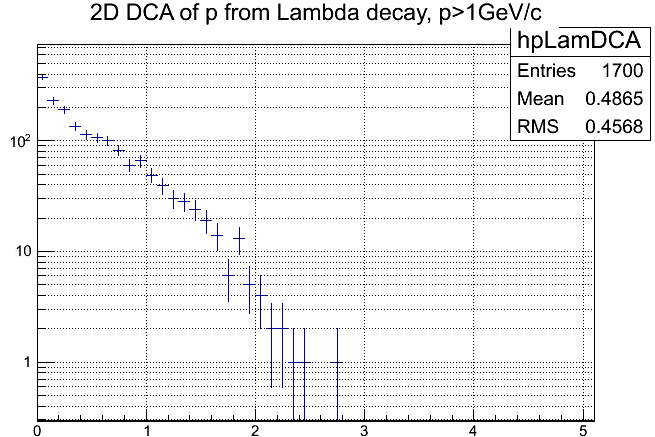 2D DCA of p from Lambda decay, p>1GeV/c
hpLamDCA
Entries 1700
Mean 0.4865
RMS 0.4568
10²
10
1
0 1 2 3 4 5